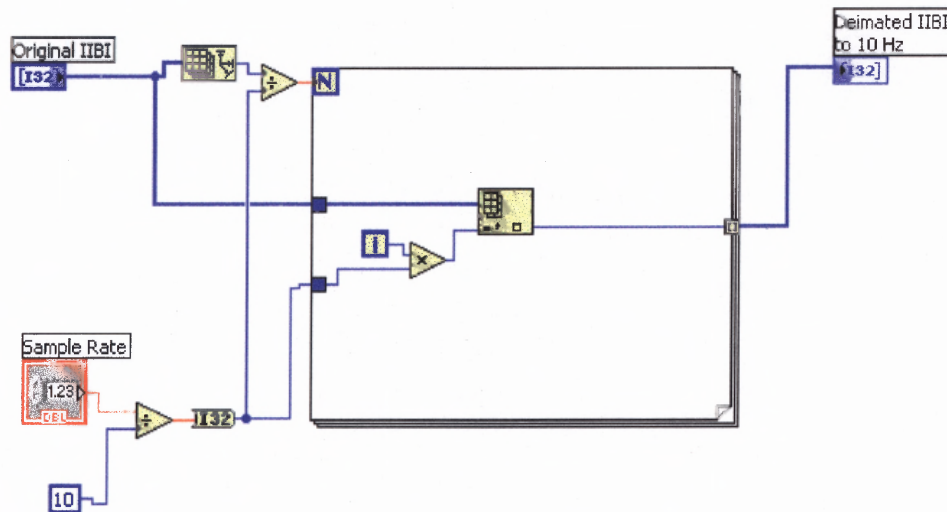 Original IIBI
[I32]
N
Deimated IIBI
to 10 Hz
[I32]
i
Sample Rate
1.23
DBL
I32
10